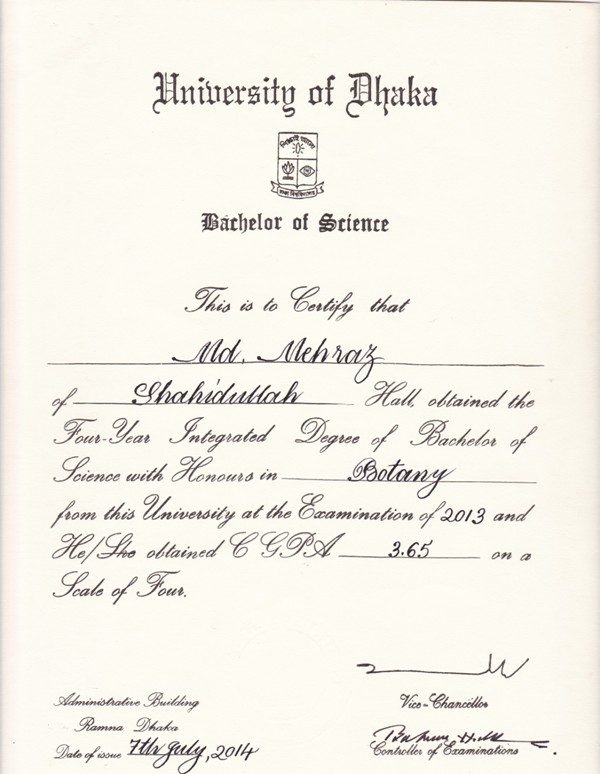 University of Dhaka
শিক্ষাই আলো
ঢাকা বিশ্ববিদ্যালয়
Bachelor of Science
This is to Certify that
Md. Mehraz
of Shahidullah Hall, obtained the
Four-Year Integrated Degree of Bachelor of
Science with Honours in Botany
from this University at the Examination of 2013 and
He/She obtained C G.P.A 3.65 on a
Scale of Four.
Administrative Building
Vice-Chancellor
Ramna Dhaka
Date of issue 7th July, 2014
Controller of Examinations